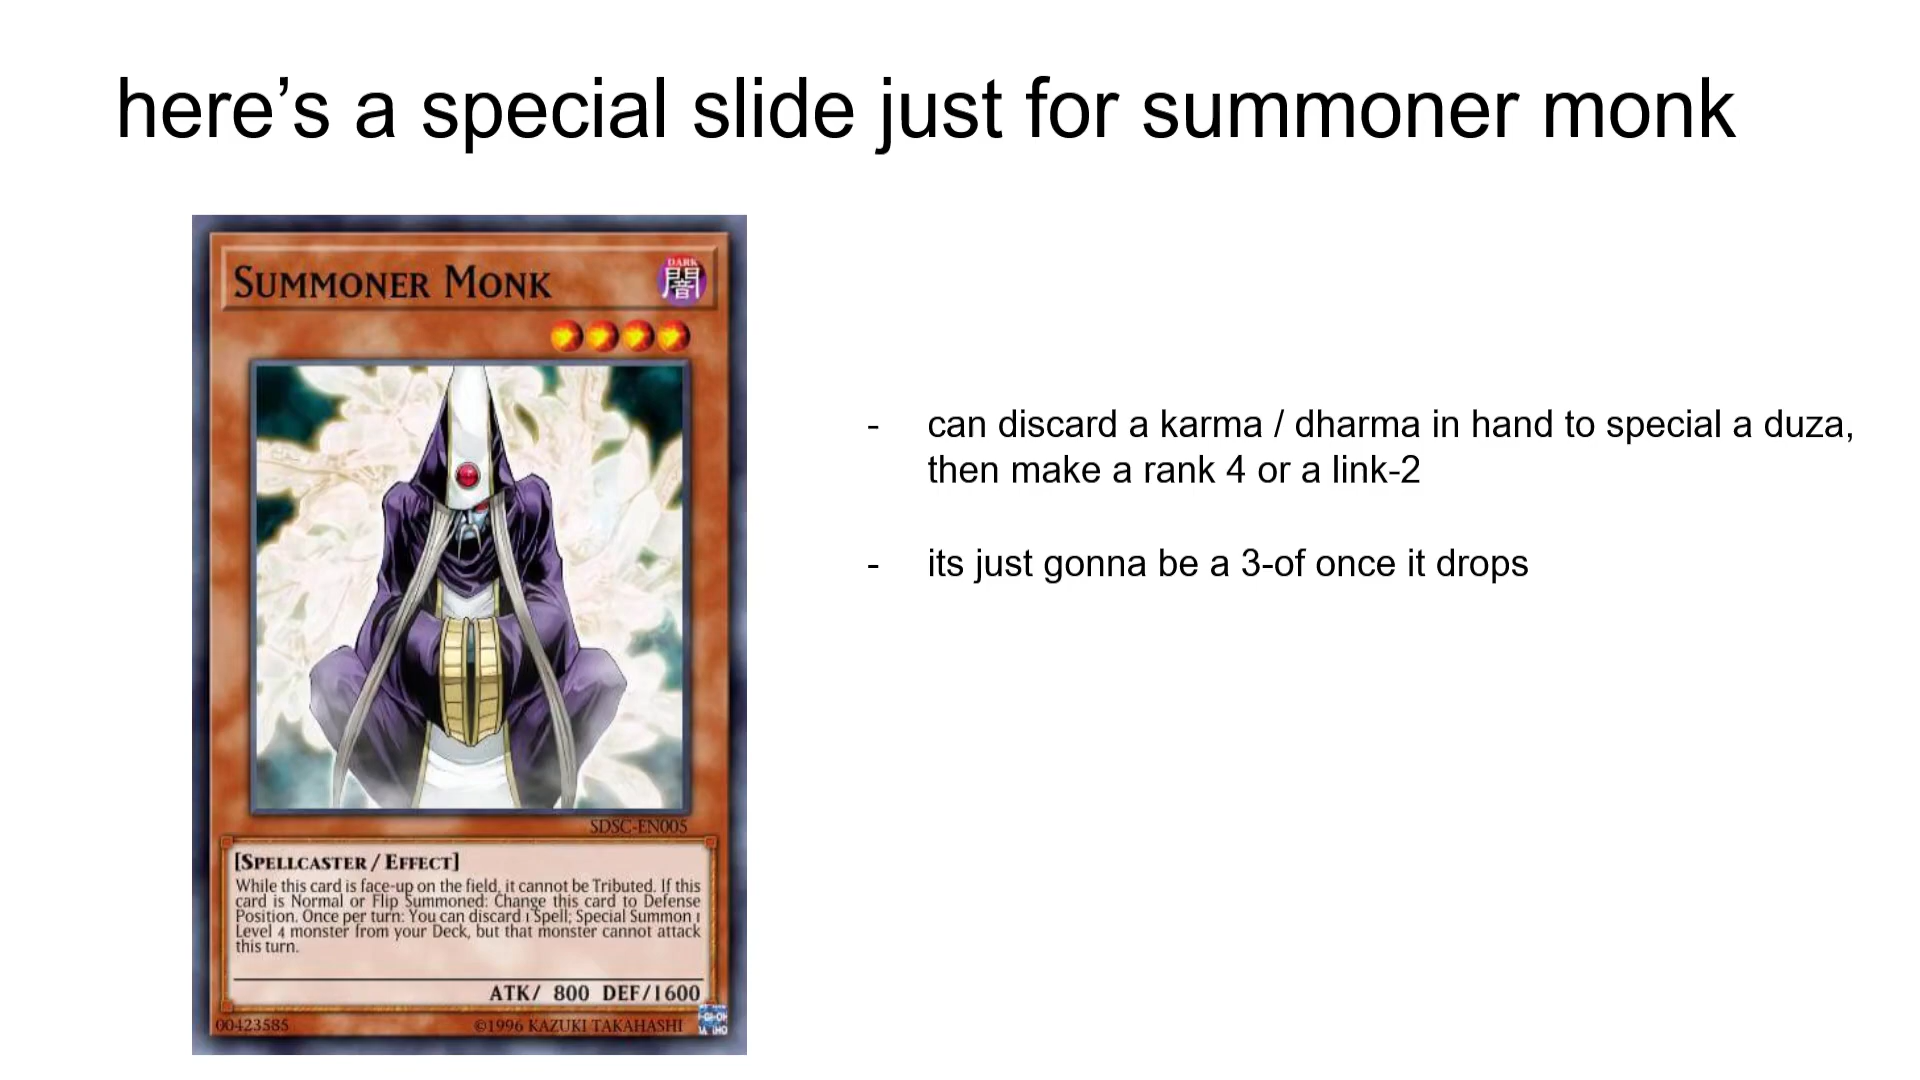 here’s a special slide just for summoner monk
SUMMONER MONK
DARK
闇
SDSC-EN005
[SPELLCASTER / EFFECT]
While this card is face-up on the field, it cannot be Tributed. If this
card is Normal or Flip Summoned: Change this card to Defense
Position. Once per turn: You can discard 1 Spell; Special Summon 1
Level 4 monster from your Deck, but that monster cannot attack
this turn.
ATK/ 800 DEF/1600
00423585
©1996 KAZUKI TAKAHASHI
- can discard a karma / dharma in hand to special a duza,
then make a rank 4 or a link-2
- its just gonna be a 3-of once it drops